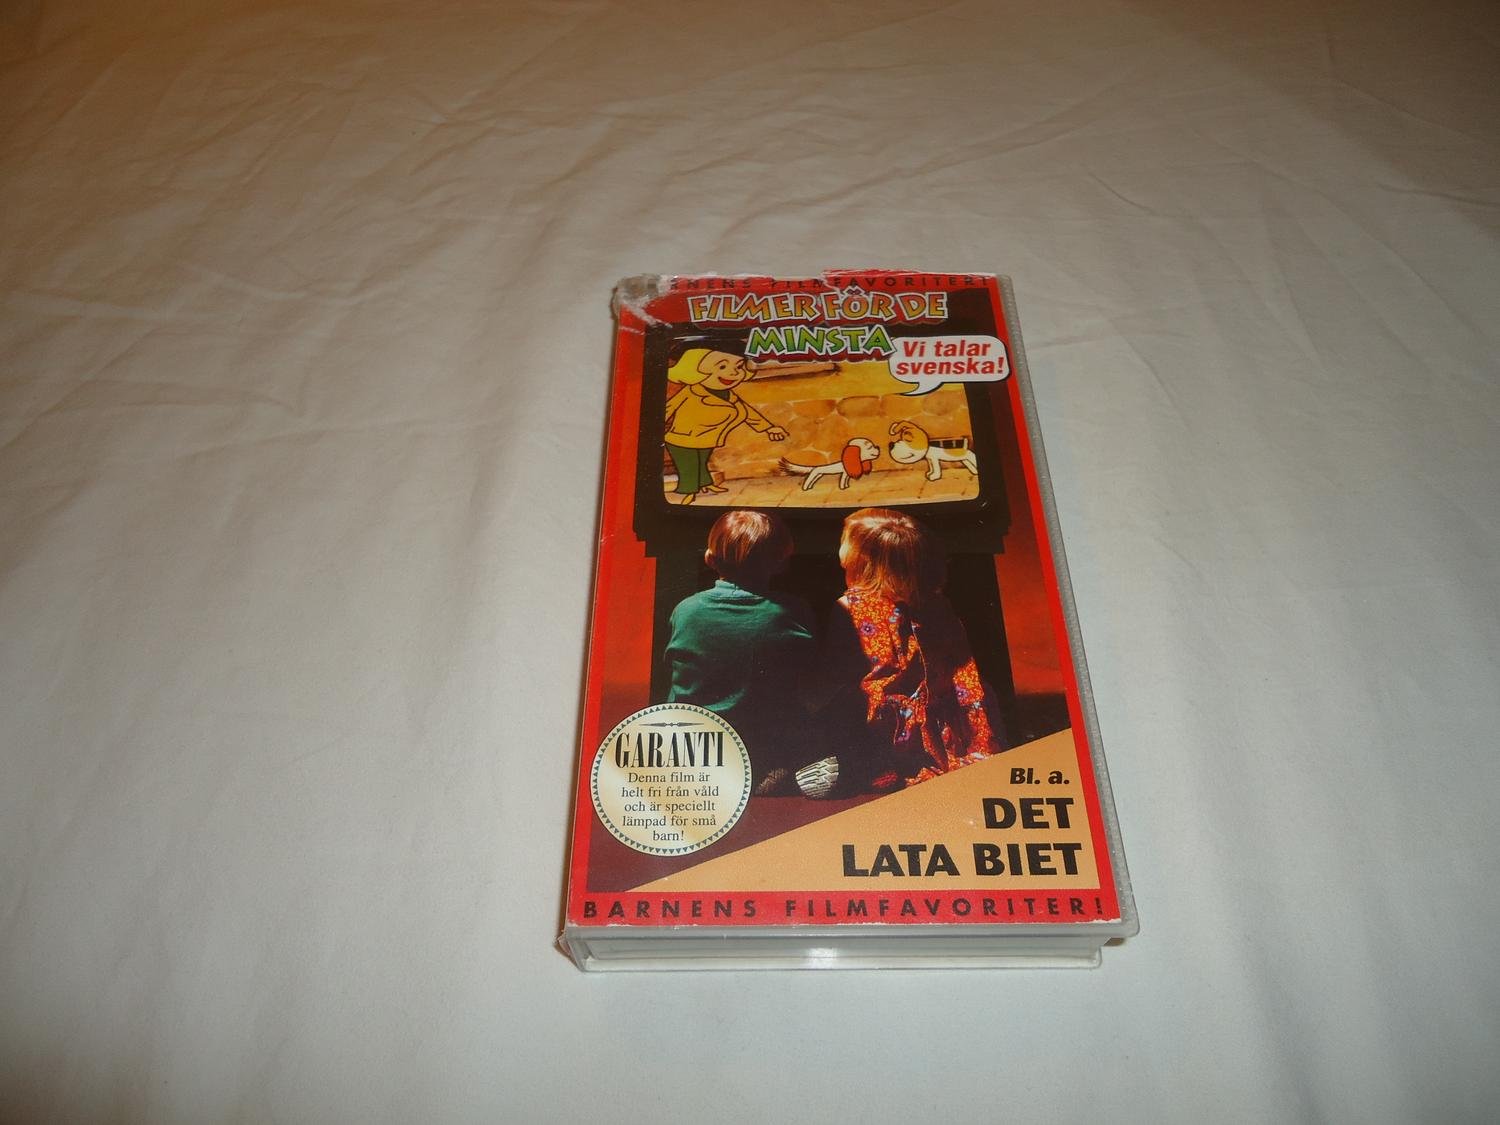 BARNENS FILMFAVORITER!
FILMER FÖR DE
MINSTA
Vi talar
svenska!
GARANTI
Denna film är
helt fri från våld
och är speciellt
lämpad för små
barn!
Bl. a.
DET
LATA BIET
BARNENS FILMFAVORITER!